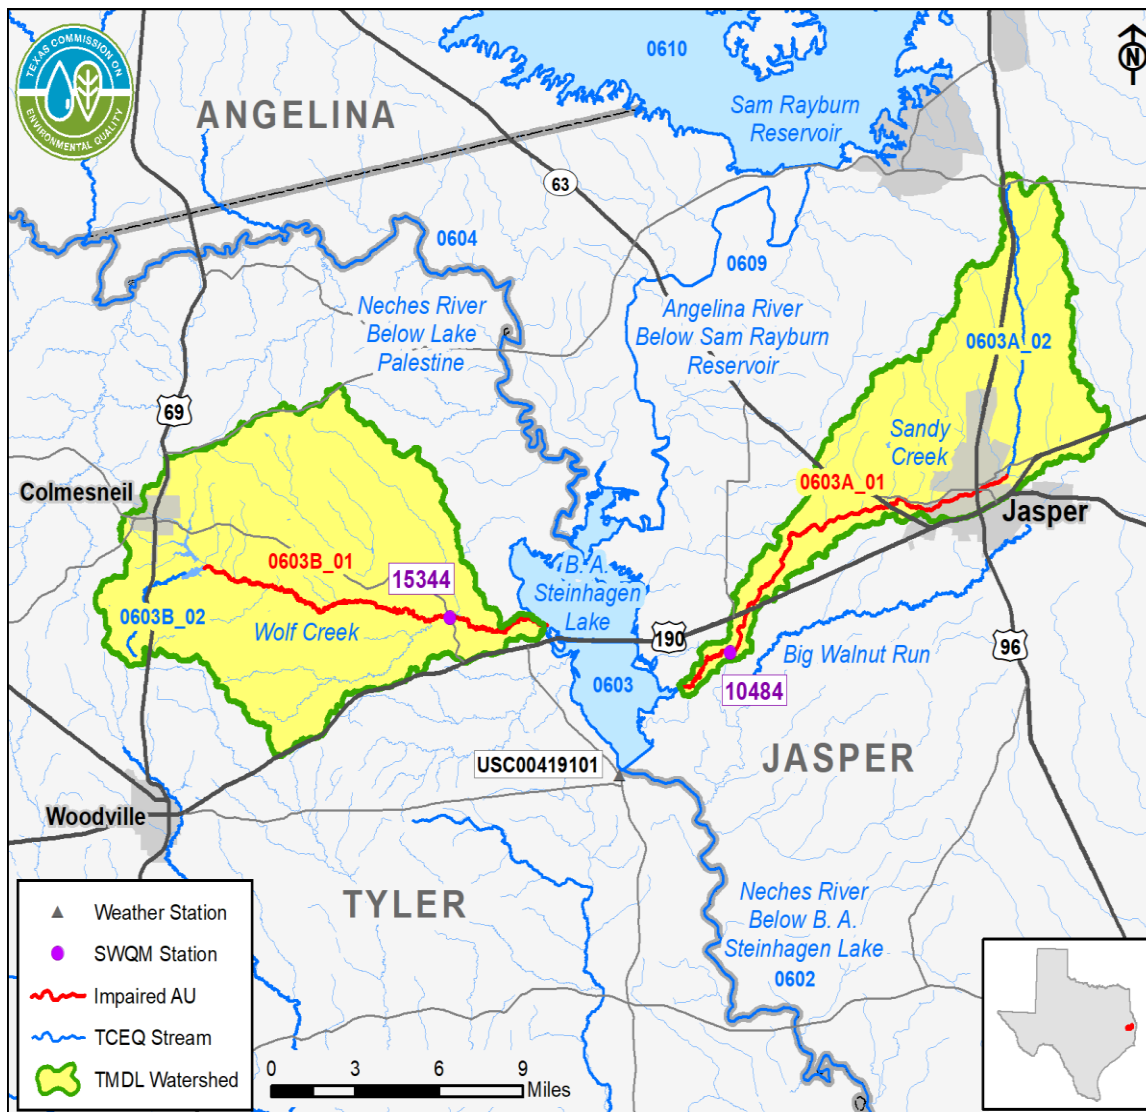 TEXAS COMMISSION ON
ENVIRONMENTAL QUALITY
N
0610
ANGELINA
Sam Rayburn
Reservoir
63
0604
0609
Neches River
Below Lake
Palestine
Angelina River
Below Sam Rayburn
Reservoir
0603A_02
69
Sandy
Creek
Colmesneil
0603A_01
Jasper
0603B_01
15344
B. A.
Steinhagen
Lake
0603B_02
Wolf Creek
190
96
Big Walnut Run
0603
10484
USC00419101
JASPER
Woodville
TYLER
Neches River
Below B. A.
Steinhagen Lake
0602
Weather Station
SWQM Station
Impaired AU
TCEQ Stream
TMDL Watershed
0 3 6 9
Miles